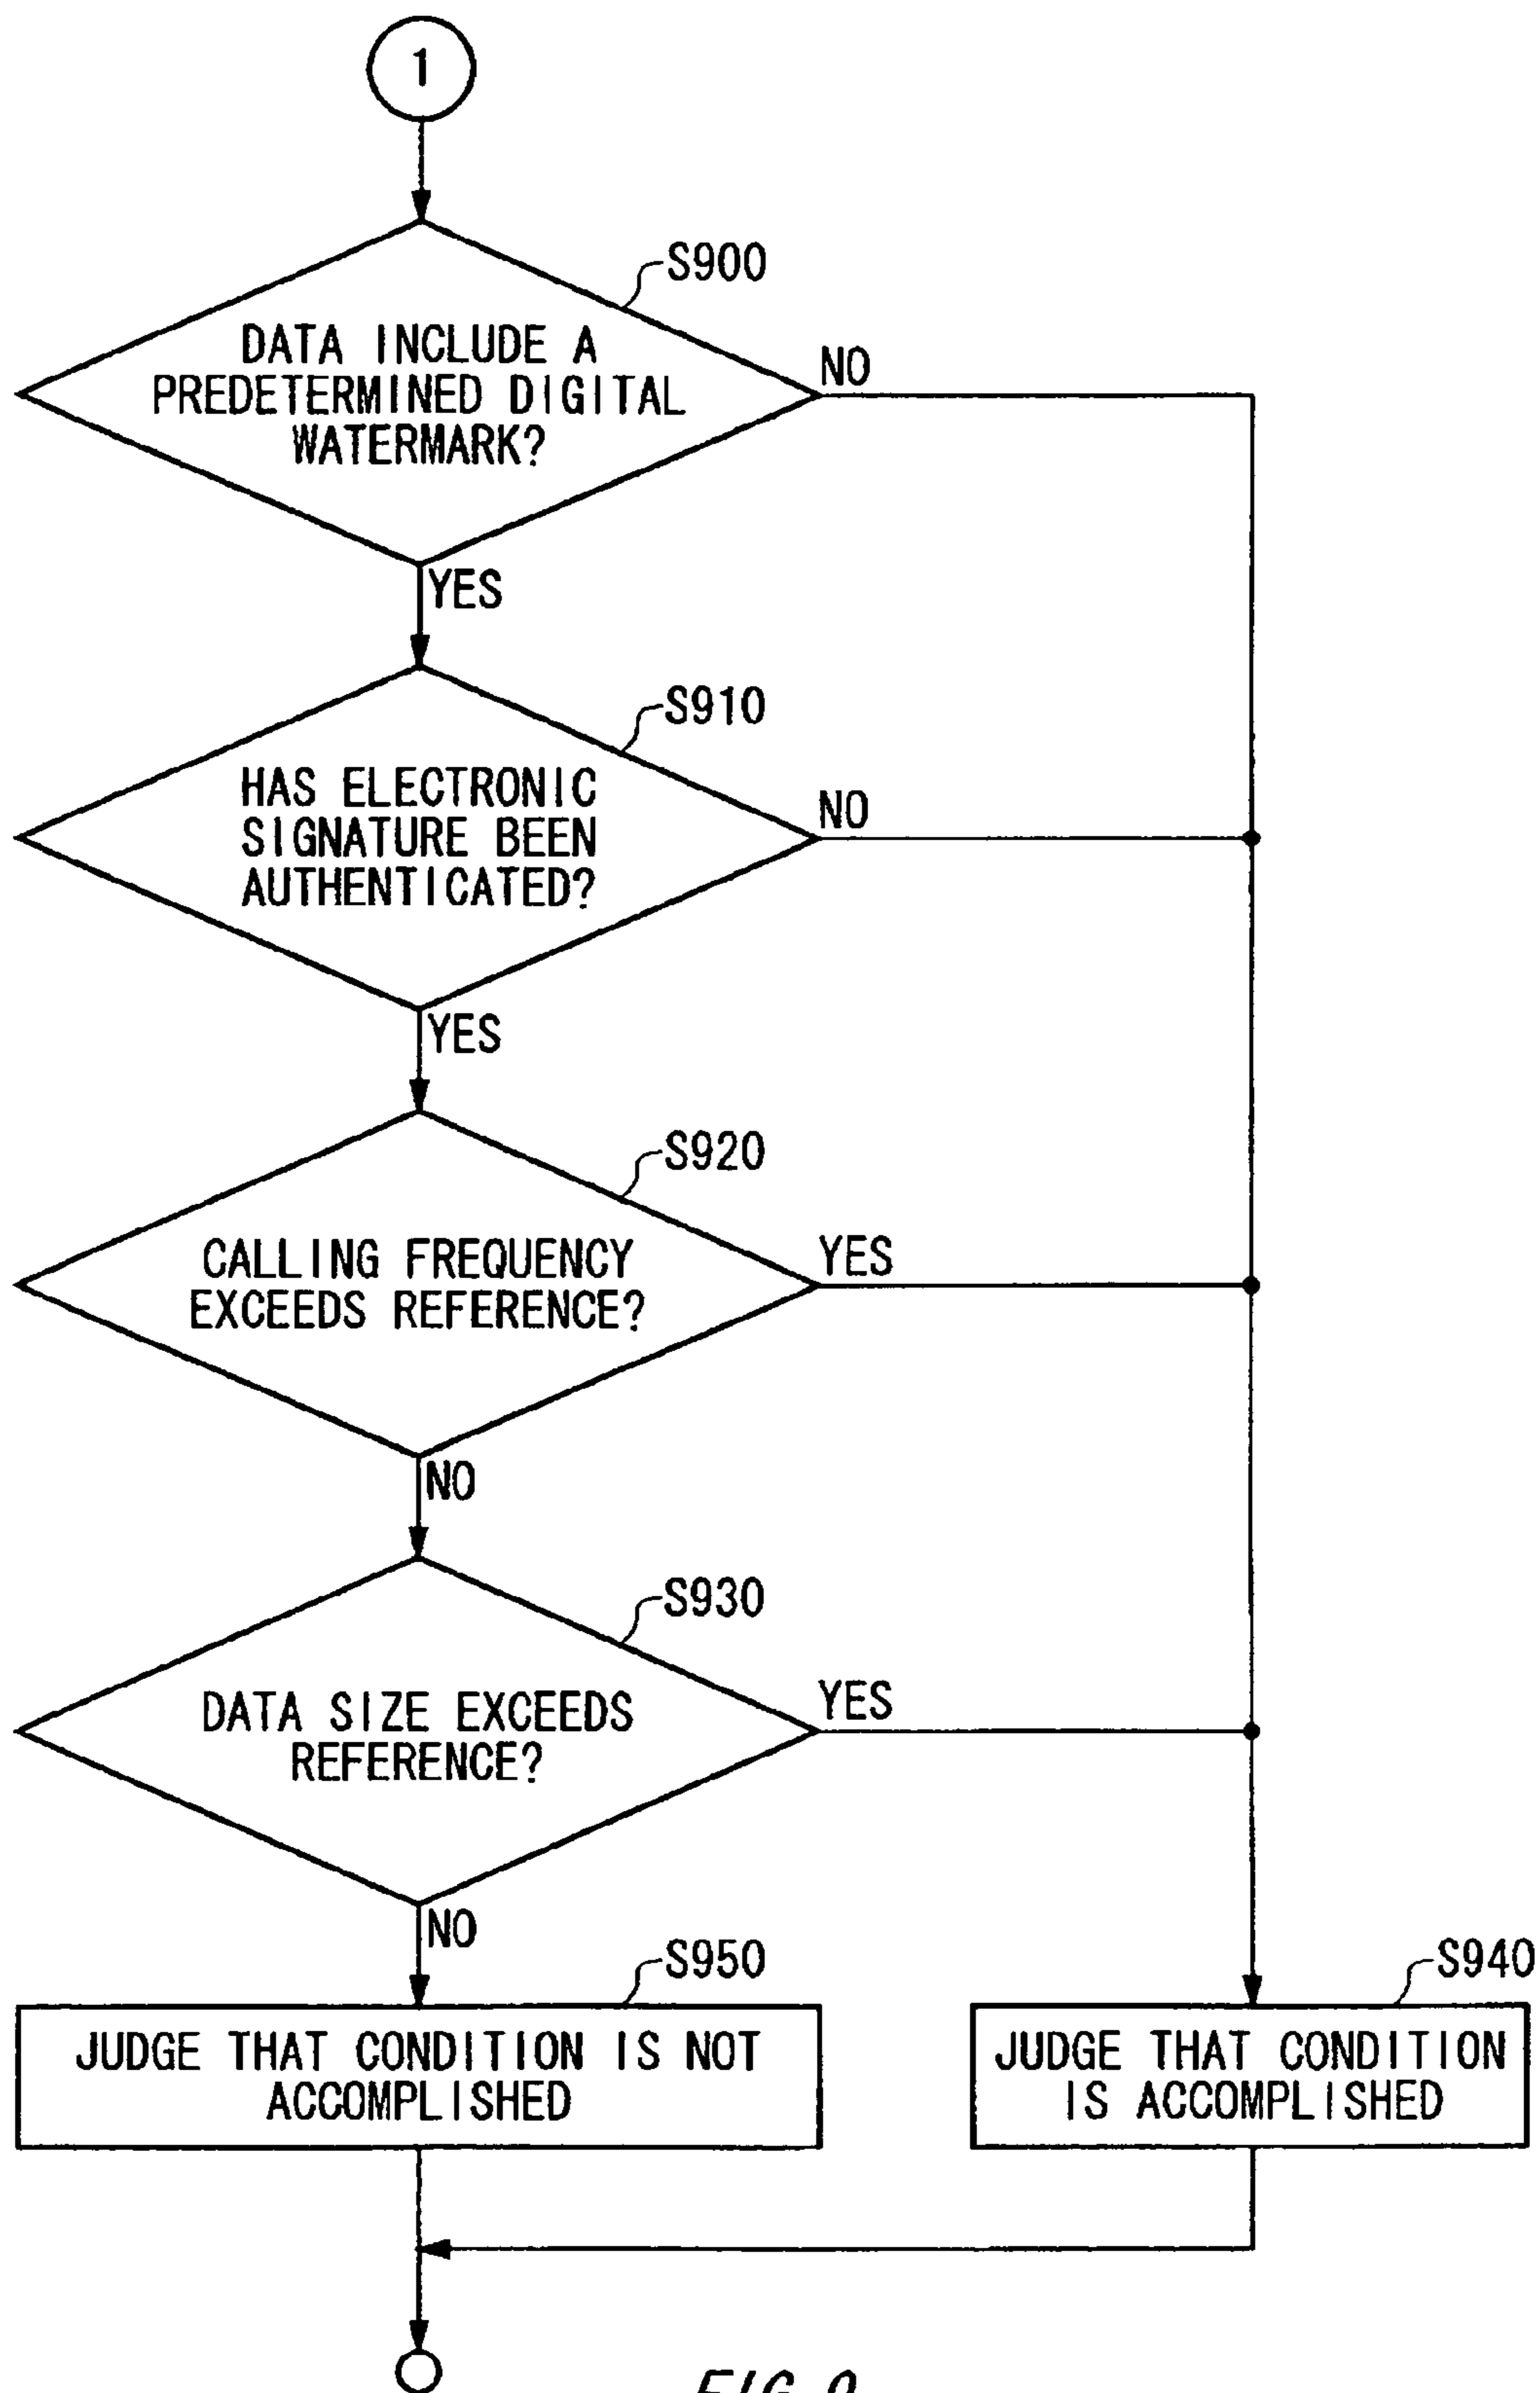 1
S900
DATA INCLUDE A
PREDETERMINED DIGITAL
WATERMARK?
NO
YES
S910
HAS ELECTRONIC
SIGNATURE BEEN
AUTHENTICATED?
NO
YES
S920
CALLING FREQUENCY
EXCEEDS REFERENCE?
YES
NO
S930
DATA SIZE EXCEEDS
REFERENCE?
YES
NO
S950
JUDGE THAT CONDITION IS NOT
ACCOMPLISHED
S940
JUDGE THAT CONDITION
IS ACCOMPLISHED
FIG. 9